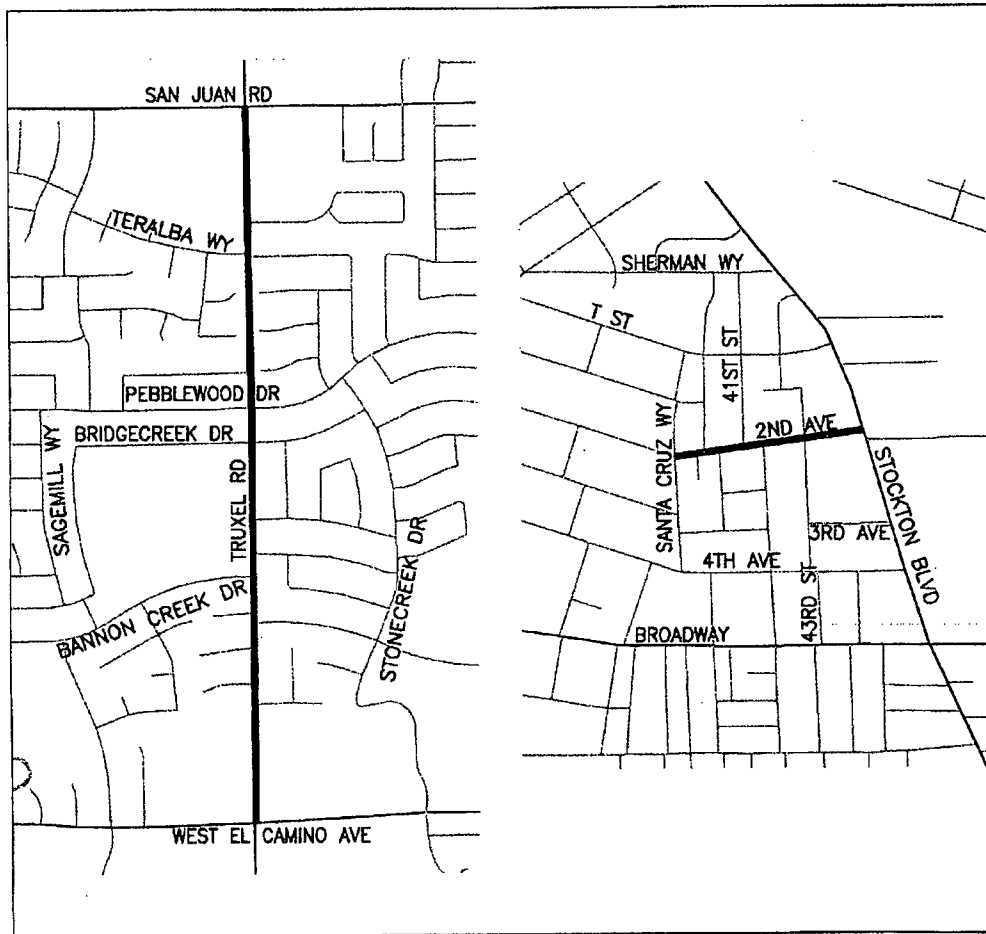 SAN JUAN RD
TERALBA WY
PEBBLEWOOD DR
BRIDGECREEK DR
SAGEMILL WY
TRUXEL RD
STONECREEK DR
BANNON CREEK DR
WEST EL CAMINO AVE
SHERMAN WY
T ST
41ST ST
2ND AVE
SANTA CRUZ WY
STOCKTON BLVD
3RD AVE
4TH AVE
43RD ST
BROADWAY